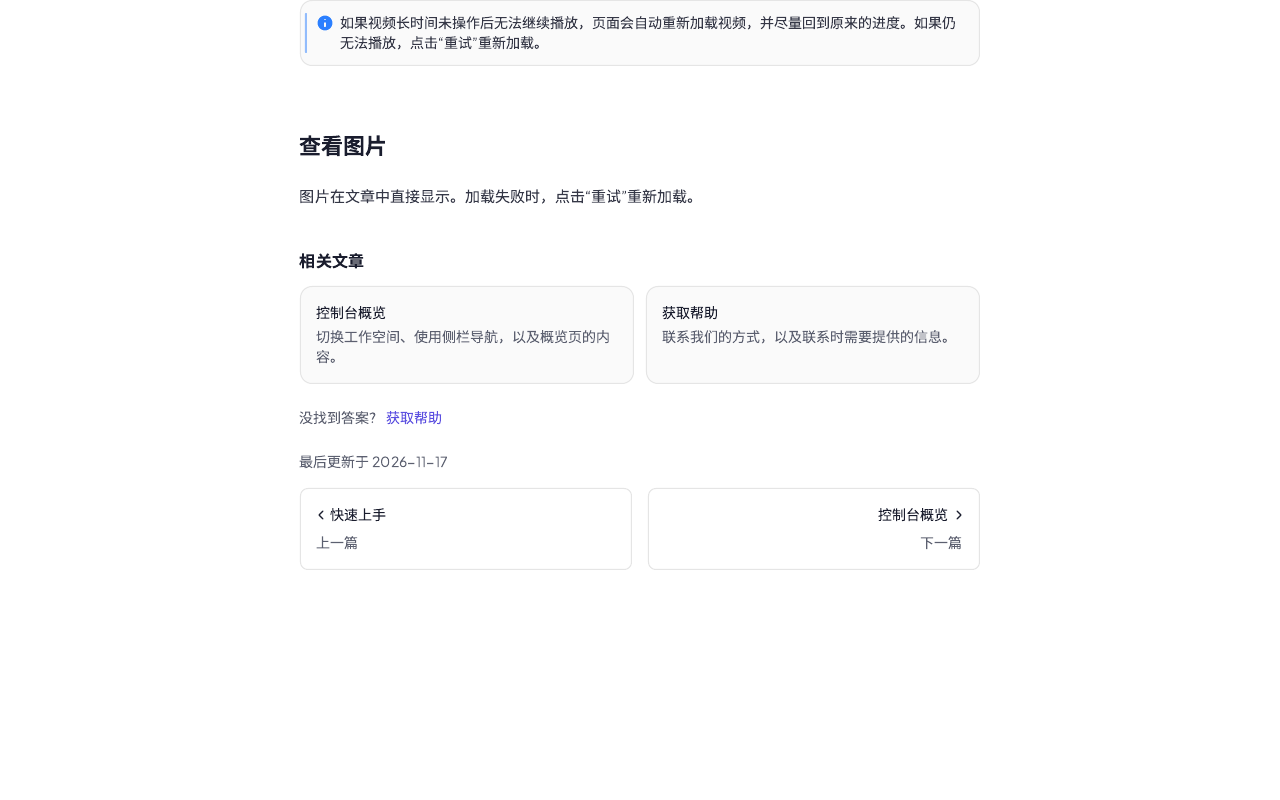 如果视频长时间未操作后无法继续播放，页面会自动重新加载视频，并尽量回到原来的进度。如果仍
无法播放，点击“重试”重新加载。
查看图片
图片在文章中直接显示。加载失败时，点击“重试”重新加载。
相关文章
控制台概览
切换工作空间、使用侧栏导航，以及概览页的内
容。
获取帮助
联系我们的方式，以及联系时需要提供的信息。
没找到答案？ 获取帮助
最后更新于 2026-11-17
快速上手
上一篇
控制台概览
下一篇